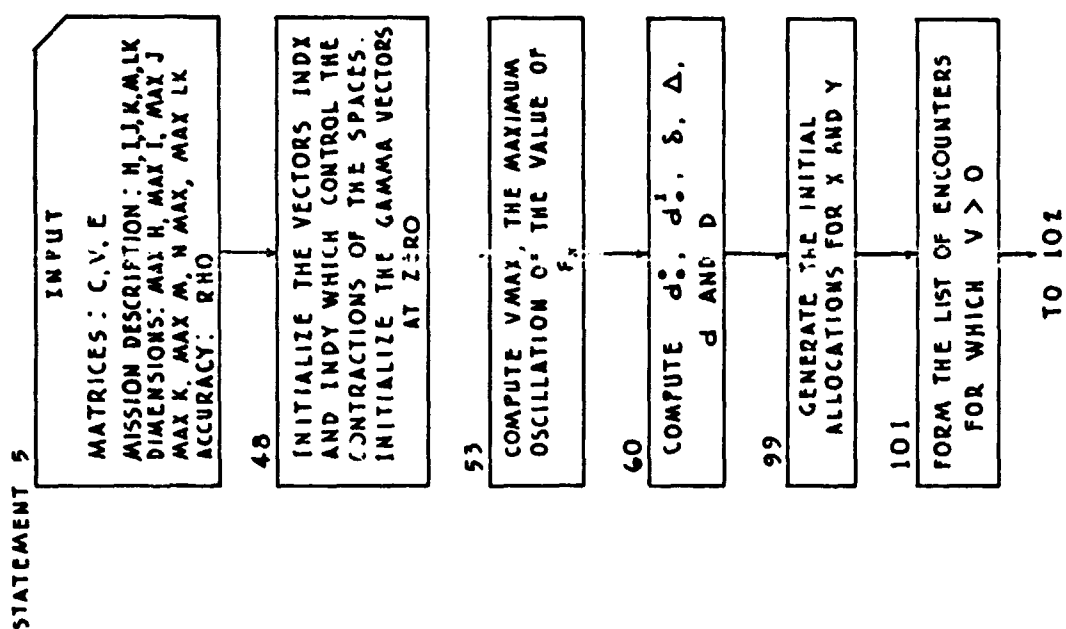 STATEMENT 5
INPUT
MATRICES : C, V, E
MISSION DESCRIPTION : H, I, J, K, M, LK
DIMENSIONS: MAX H, MAX I, MAX J
MAX K, MAX M, N MAX, MAX LK
ACCURACY: RHO
48
INITIALIZE THE VECTORS INDX
AND INDY WHICH CONTROL THE
CONTRACTIONS OF THE SPACES.
INITIALIZE THE GAMMA VECTORS
AT ZERO
53
COMPUTE VMAX, THE MAXIMUM
OSCILLATION OF THE VALUE OF
60
COMPUTE δ, Δ,
d AND D
99
GENERATE THE INITIAL
ALLOCATIONS FOR X AND Y
101
FORM THE LIST OF ENCOUNTERS
FOR WHICH V > 0
TO 102